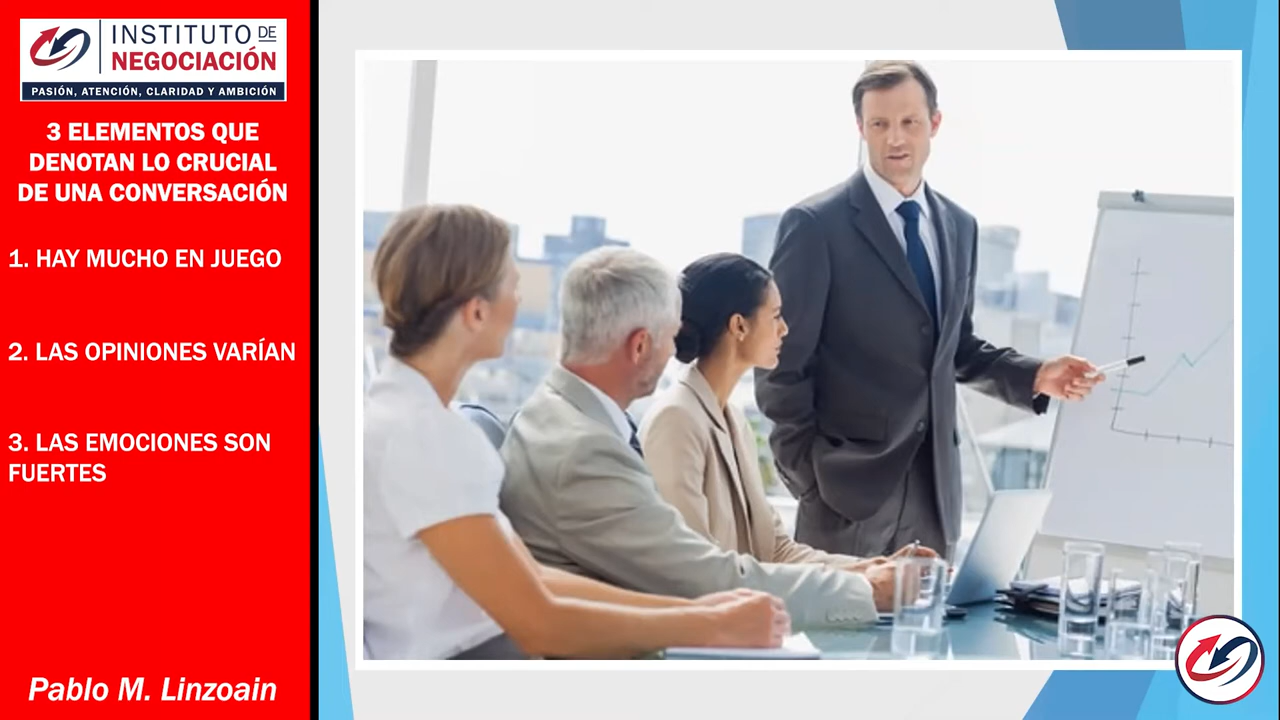 INSTITUTO DE
NEGOCIACIÓN
PASIÓN, ATENCIÓN, CLARIDAD Y AMBICIÓN
3 ELEMENTOS QUE
DENOTAN LO CRUCIAL
DE UNA CONVERSACIÓN
1. HAY MUCHO EN JUEGO
2. LAS OPINIONES VARÍAN
3. LAS EMOCIONES SON
FUERTES
Pablo M. Linzoain